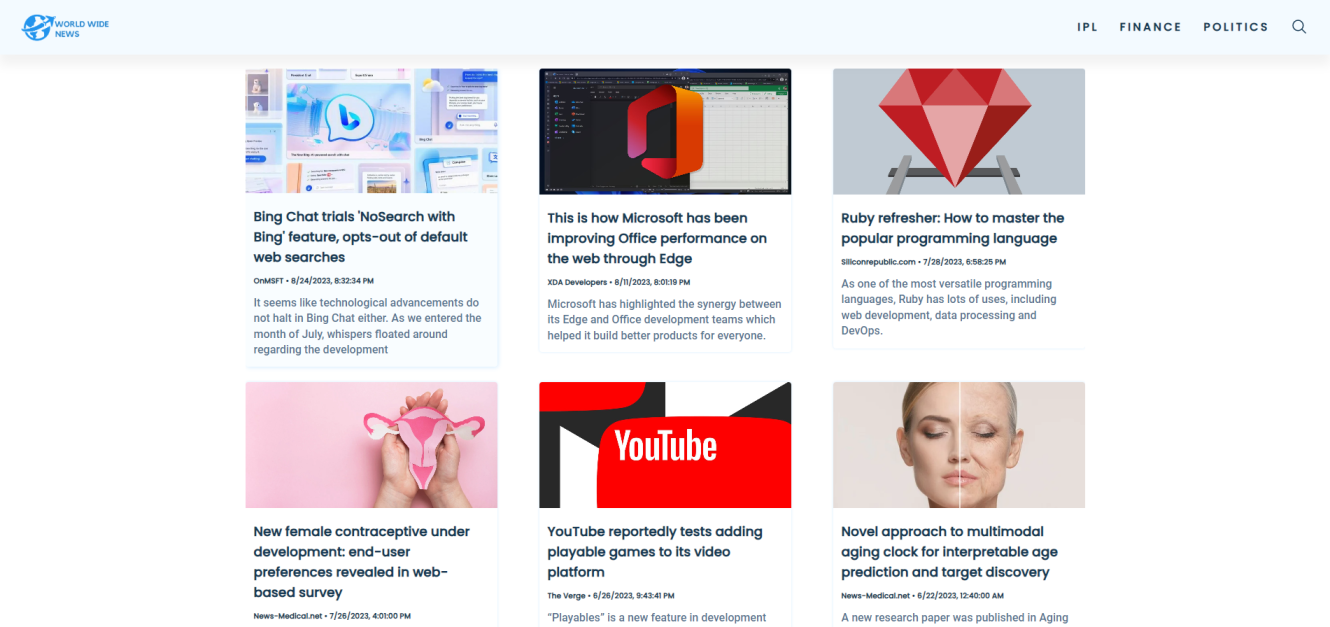 WORLD WIDE
NEWS
IPL
FINANCE
POLITICS
Bing Chat trials 'NoSearch with
Bing' feature, opts-out of default
web searches
OnMSFT • 8/24/2023, 8:32:34 PM
It seems like technological advancements do
not halt in Bing Chat either. As we entered the
month of July, whispers floated around
regarding the development
This is how Microsoft has been
improving Office performance on
the web through Edge
XDA Developers • 8/11/2023, 8:01:19 PM
Microsoft has highlighted the synergy between
its Edge and Office development teams which
helped it build better products for everyone.
Ruby refresher: How to master the
popular programming language
Siliconrepublic.com • 7/28/2023, 6:58:25 PM
As one of the most versatile programming
languages, Ruby has lots of uses, including
web development, data processing and
DevOps.
New female contraceptive under
development: end-user
preferences revealed in web-
based survey
News-Medical.net • 7/26/2023, 4:01:00 PM
YouTube
YouTube reportedly tests adding
playable games to its video
platform
The Verge • 6/26/2023, 9:43:41 PM
“Playables” is a new feature in development
Novel approach to multimodal
aging clock for interpretable age
prediction and target discovery
News-Medical.net • 6/22/2023, 12:40:00 AM
A new research paper was published in Aging